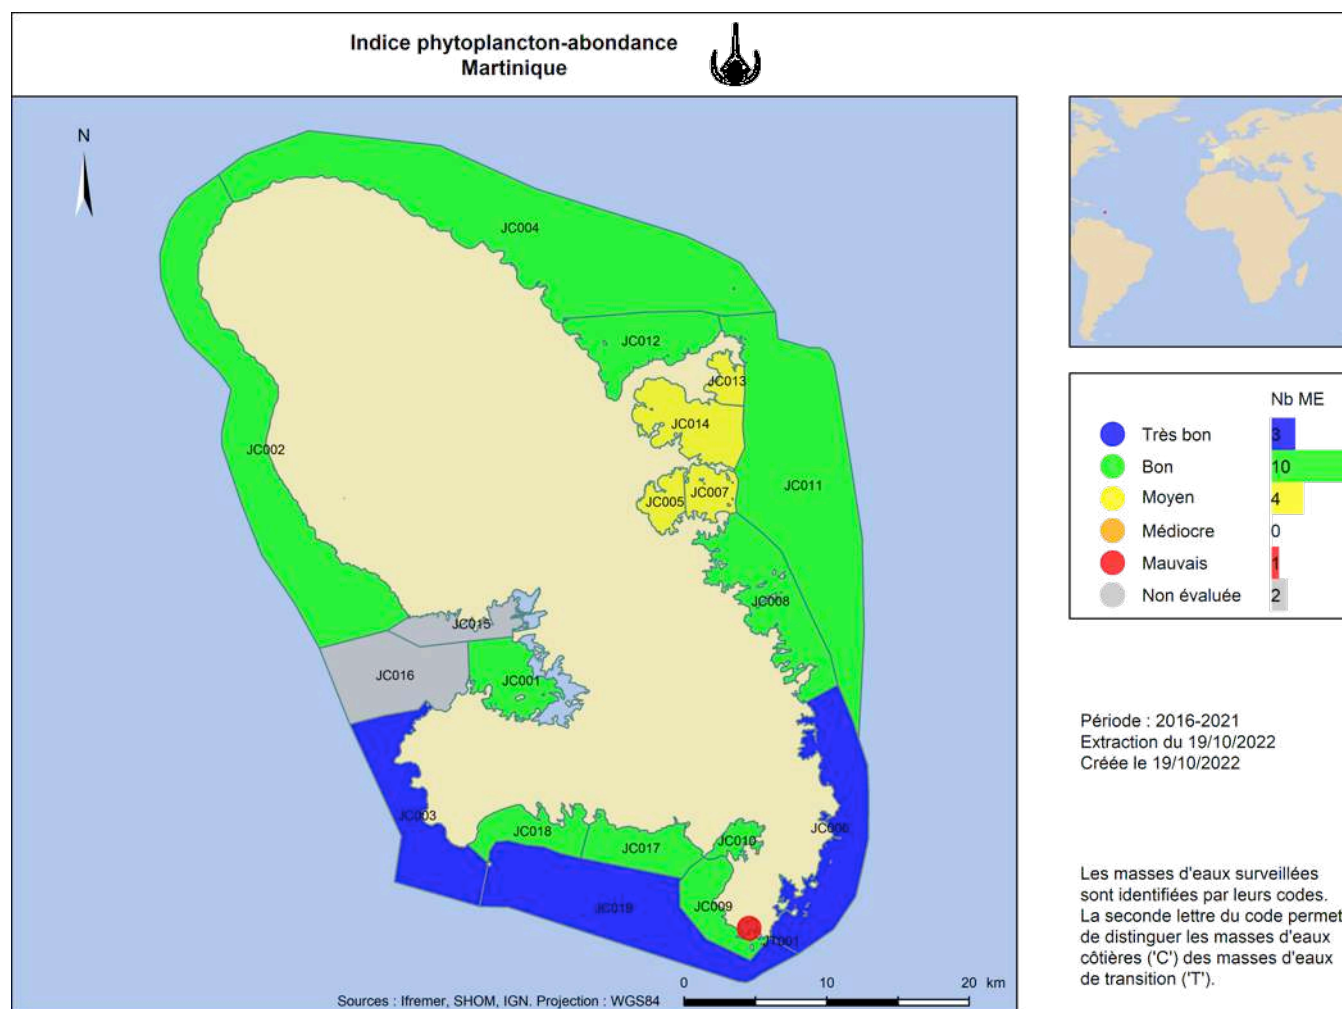 Indice phytoplancton-abondance
Martinique
N
JC004
JC012
JC013
JC014
JC002
JC011
JC005
JC007
JC008
JC015
JC016
JC001
JC003
JC006
JC018
JC017
JC010
JC019
JC009
JT001
0 10 20 km
Sources : Ifremer, SHOM, IGN. Projection : WGS84
Nb ME
Très bon 3
Bon 10
Moyen 4
Médiocre 0
Mauvais 1
Non évaluée 2
Période : 2016-2021
Extraction du 19/10/2022
Créée le 19/10/2022
Les masses d'eaux surveillées
sont identifiées par leurs codes.
La seconde lettre du code permet
de distinguer les masses d'eaux
côtières ('C') des masses d'eaux
de transition ('T').